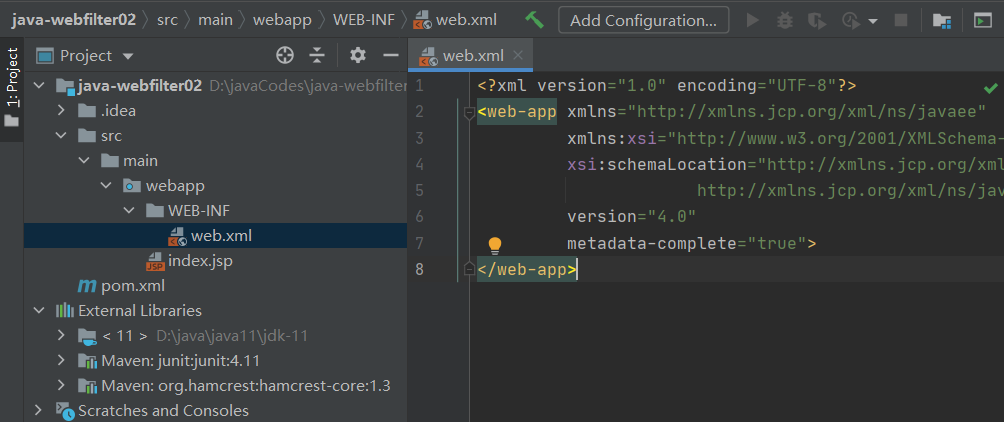 java-webfilter02 src main webapp WEB-INF web.xml Add Configuration...
1: Project
Project
java-webfilter02 D:\javaCodes\java-webfilter
.idea
src
main
webapp
WEB-INF
web.xml
index.jsp
pom.xml
External Libraries
< 11 > D:\java\java11\jdk-11
Maven: junit:junit:4.11
Maven: org.hamcrest:hamcrest-core:1.3
Scratches and Consoles
web.xml
1 <?xml version="1.0" encoding="UTF-8"?>
2 <web-app xmlns="http://xmlns.jcp.org/xml/ns/javaee"
3 xmlns:xsi="http://www.w3.org/2001/XMLSchema-
4 xsi:schemaLocation="http://xmlns.jcp.org/xml
5 http://xmlns.jcp.org/xml/ns/jav
6 version="4.0"
7 metadata-complete="true">
8 </web-app>